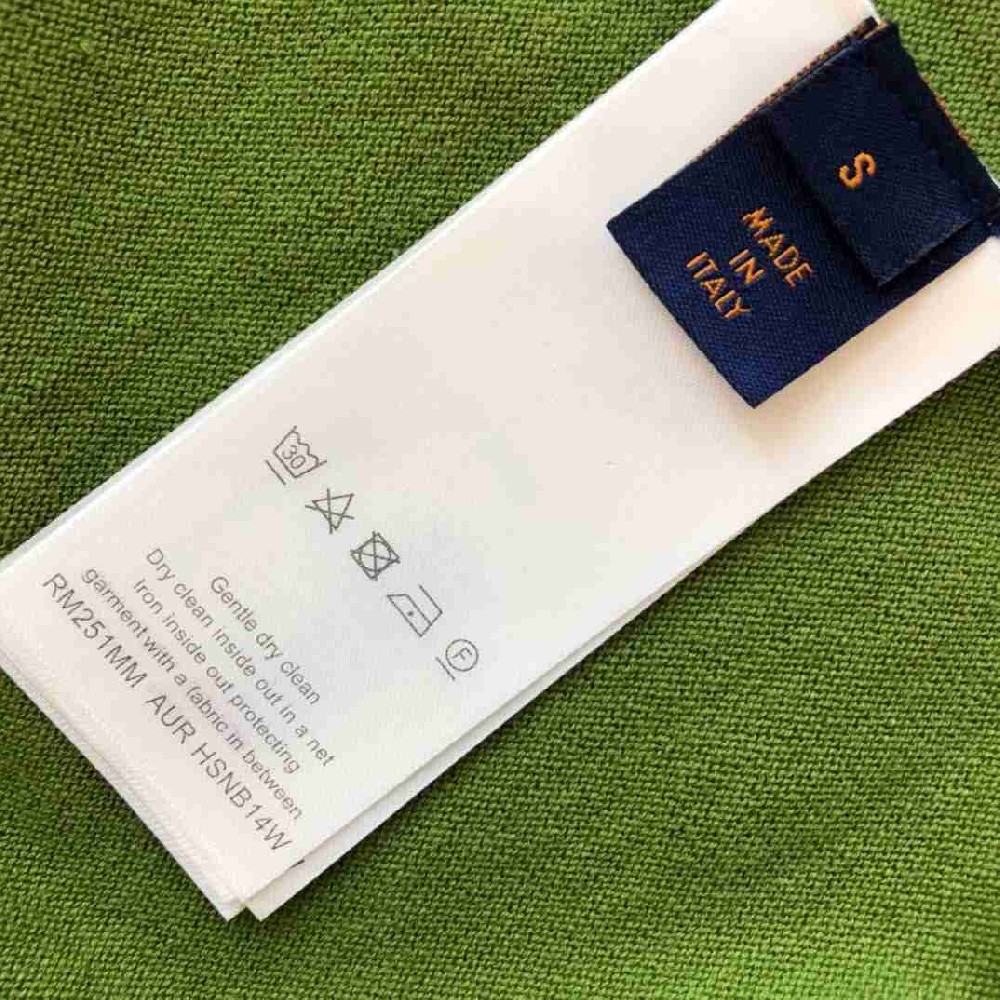 S
MADE
IN
ITALY
30
F
Gentle dry clean
Dry clean inside out in a net
Iron inside out protecting
garment with a fabric in between
RM251MM AUR HSNB14W